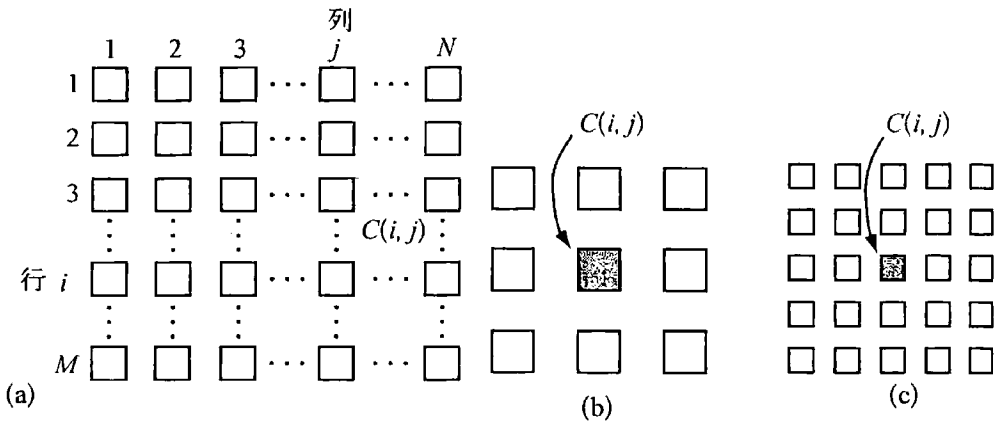 列
1 2 3 j N
1 ··· ···
2 ··· ···
3 ··· ···
C(i, j)
行 i ··· ···
M ··· ···
(a)
C(i, j)
(b)
C(i, j)
(c)